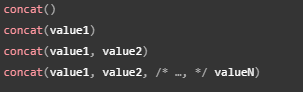 concat()
concat(value1)
concat(value1, value2)
concat(value1, value2, /* …, */ valueN)